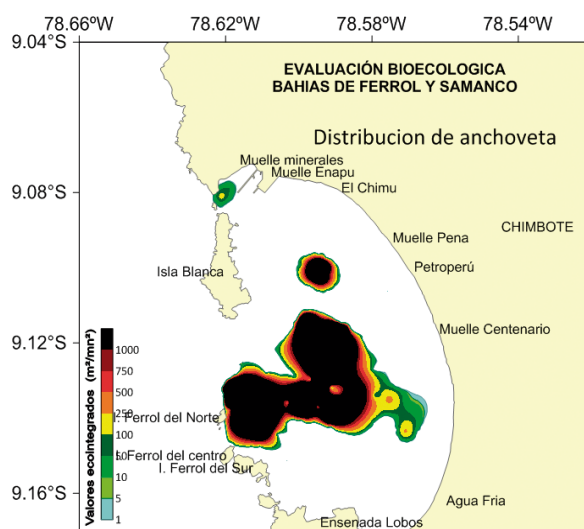 78.66°W 78.62°W 78.58°W 78.54°W
9.04°S
EVALUACIÓN BIOECOLOGICA
BAHIAS DE FERROL Y SAMANCO
Distribucion de anchoveta
Muelle minerales
Muelle Enapu
9.08°S
El Chimu
CHIMBOTE
Muelle Pena
Petroperú
Isla Blanca
Muelle Centenario
9.12°S
Valores ecointegrados (m²/mn²)
1000
750
500
250
100
50
10
5
1
I. Ferrol del Norte
I. Ferrol del centro
I. Ferrol del Sur
9.16°S
Agua Fria
Ensenada Lobos